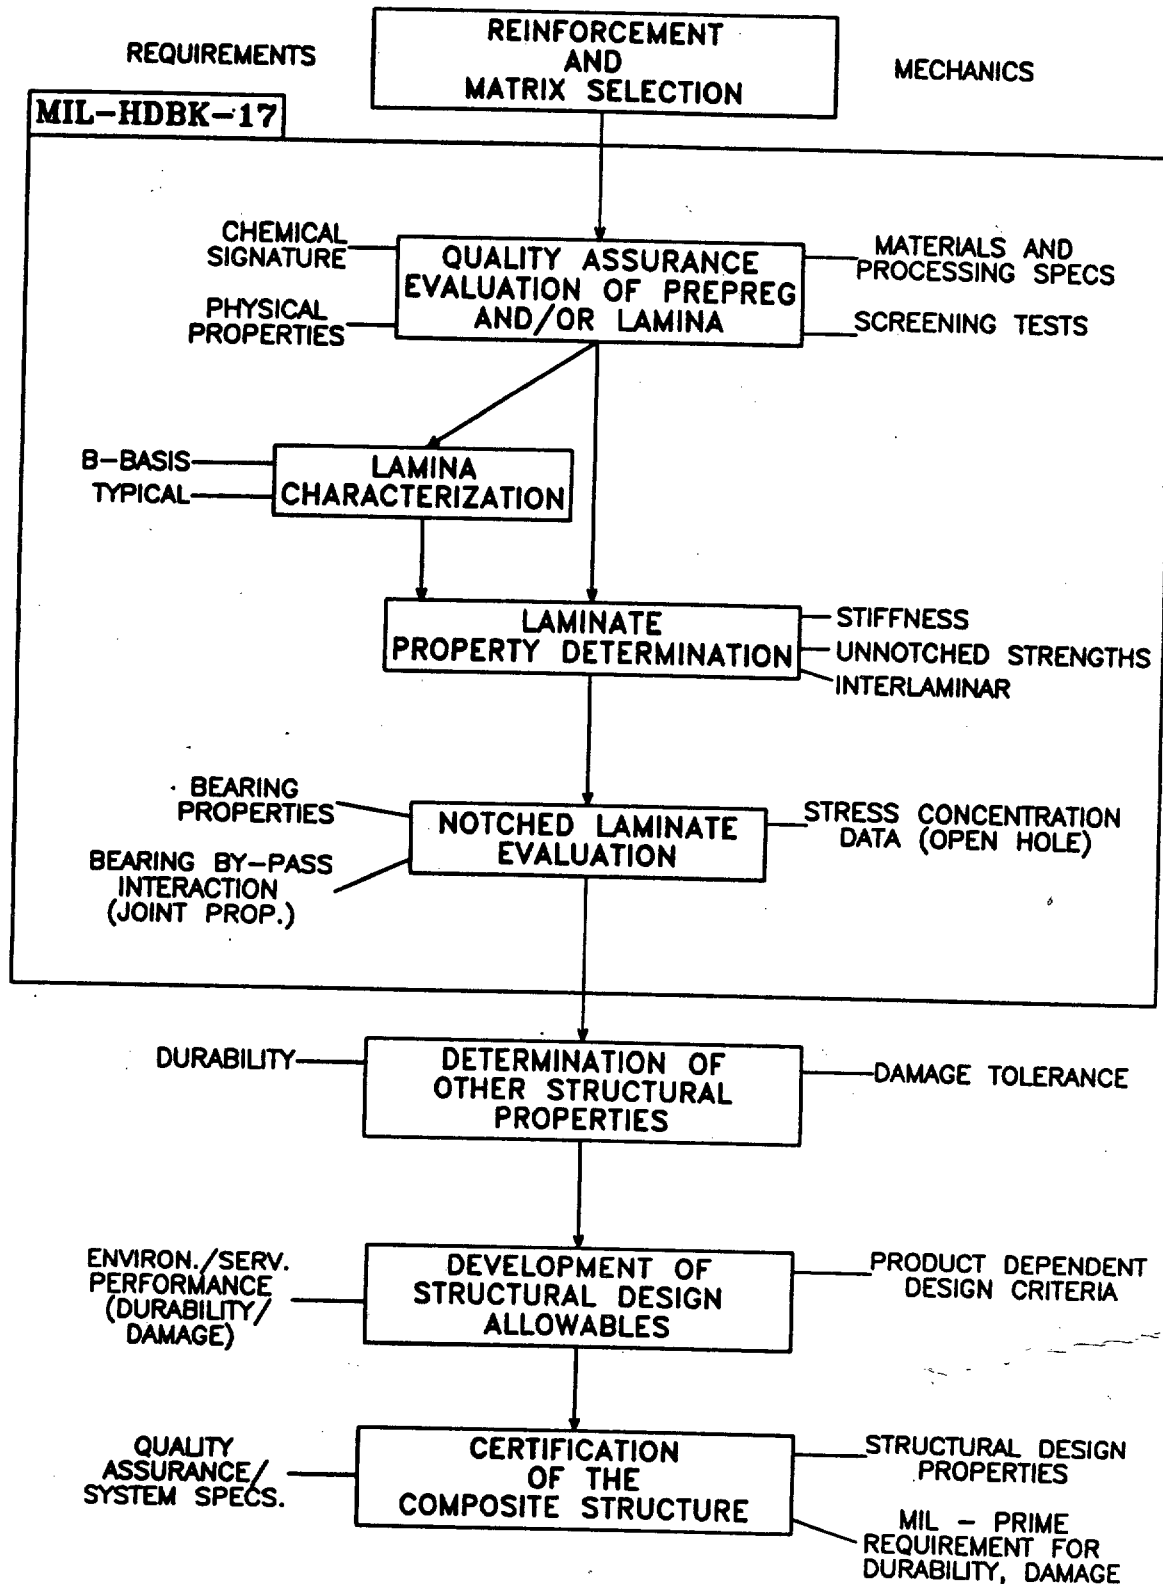 REQUIREMENTS
REINFORCEMENT
AND
MATRIX SELECTION
MECHANICS
MIL-HDBK-17
CHEMICAL
SIGNATURE
PHYSICAL
PROPERTIES
QUALITY ASSURANCE
EVALUATION OF PREPREG
AND/OR LAMINA
MATERIALS AND
PROCESSING SPECS
SCREENING TESTS
B-BASIS
TYPICAL
LAMINA
CHARACTERIZATION
LAMINATE
PROPERTY DETERMINATION
STIFFNESS
UNNOTCHED STRENGTHS
INTERLAMINAR
BEARING
PROPERTIES
BEARING BY-PASS
INTERACTION
(JOINT PROP.)
NOTCHED LAMINATE
EVALUATION
STRESS CONCENTRATION
DATA (OPEN HOLE)
DURABILITY
DETERMINATION OF
OTHER STRUCTURAL
PROPERTIES
DAMAGE TOLERANCE
ENVIRON./SERV.
PERFORMANCE
(DURABILITY/
DAMAGE)
DEVELOPMENT OF
STRUCTURAL DESIGN
ALLOWABLES
PRODUCT DEPENDENT
DESIGN CRITERIA
QUALITY
ASSURANCE/
SYSTEM SPECS.
CERTIFICATION
OF THE
COMPOSITE STRUCTURE
STRUCTURAL DESIGN
PROPERTIES
MIL - PRIME
REQUIREMENT FOR
DURABILITY, DAMAGE